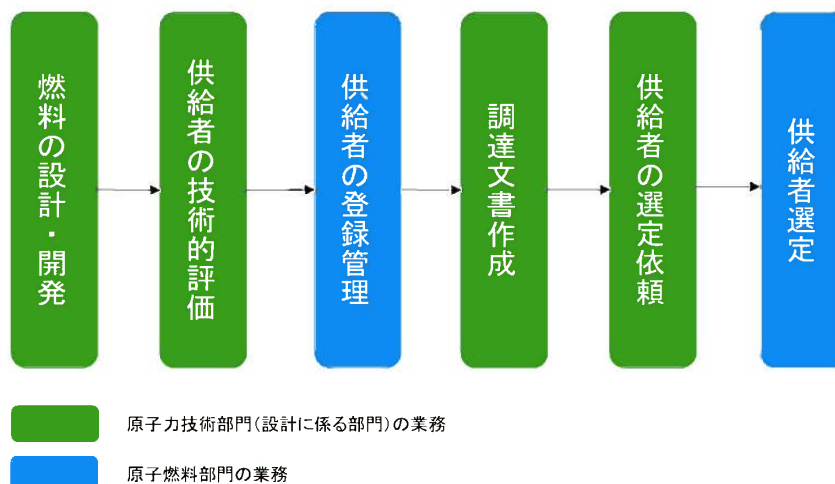 燃料の設計・開発
供給者の技術的評価
供給者の登録管理
調達文書作成
供給者の選定依頼
供給者選定
原子力技術部門(設計に係る部門)の業務
原子燃料部門の業務